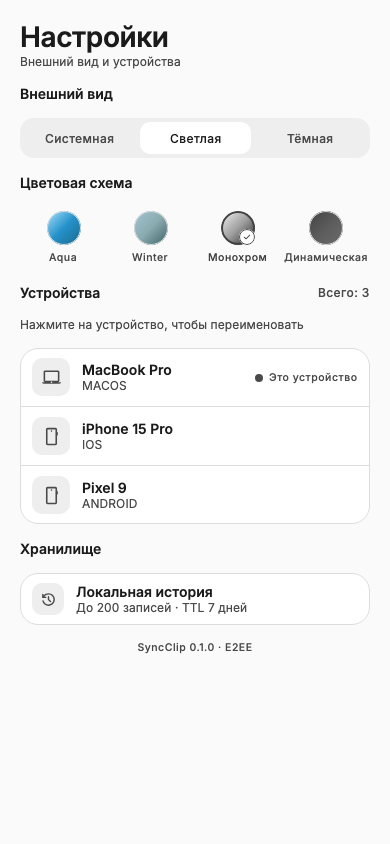 Настройки
Внешний вид и устройства
Внешний вид
Системная Светлая Тёмная
Цветовая схема
Aqua Winter Монохром Динамическая
Устройства Всего: 3
Нажмите на устройство, чтобы переименовать
MacBook Pro
MACOS
Это устройство
iPhone 15 Pro
IOS
Pixel 9
ANDROID
Хранилище
Локальная история
До 200 записей · TTL 7 дней
SyncClip 0.1.0 · E2EE